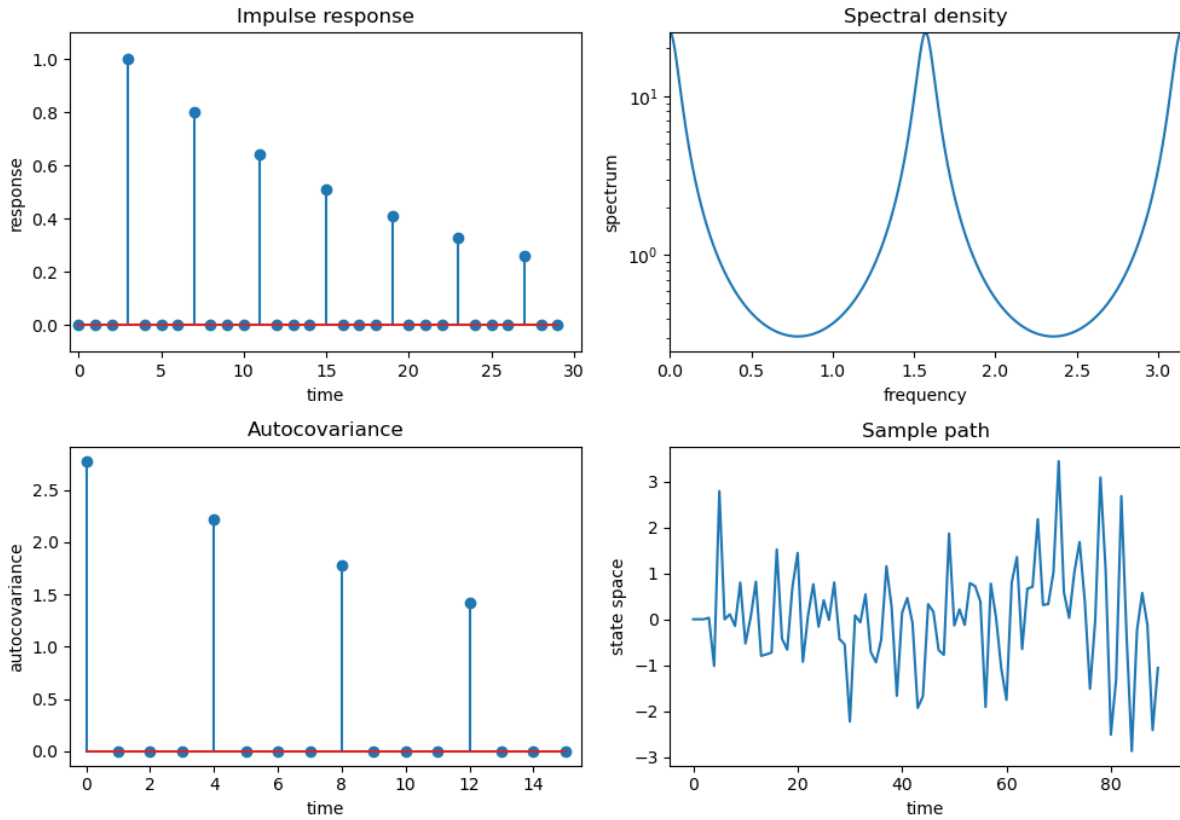 Impulse response
response
1.0
0.8
0.6
0.4
0.2
0.0
0 5 10 15 20 25 30
time
Spectral density
spectrum
10¹
10⁰
0.0 0.5 1.0 1.5 2.0 2.5 3.0
frequency
Autocovariance
autocovariance
2.5
2.0
1.5
1.0
0.5
0.0
0 2 4 6 8 10 12 14
time
Sample path
state space
3
2
1
0
−1
−2
−3
0 20 40 60 80
time